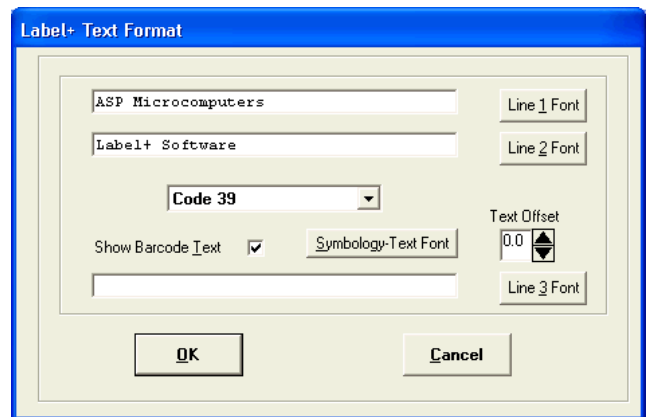 Label+ Text Format
ASP Microcomputers
Line 1 Font
Label+ Software
Line 2 Font
Code 39
Text Offset
Show Barcode Text
Symbology-Text Font
0.0
Line 3 Font
OK
Cancel